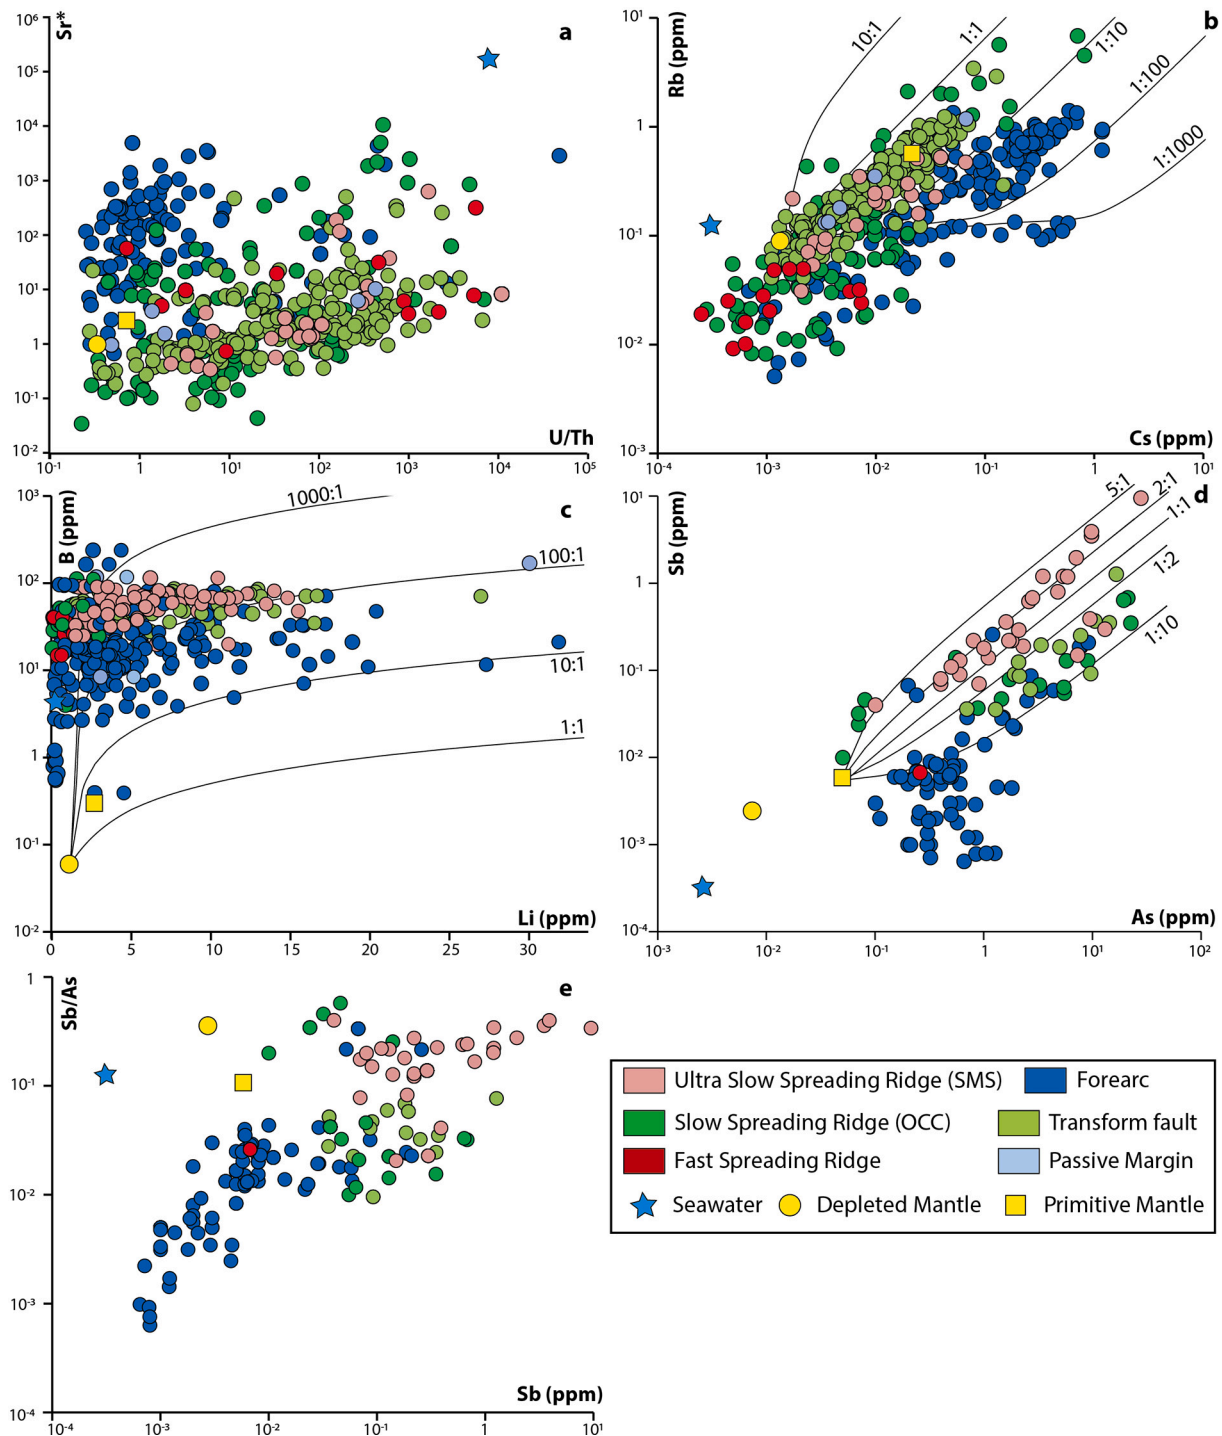 a
Sr*
10⁶
10⁵
10⁴
10³
10²
10¹
1
10⁻¹
10⁻²
U/Th
10⁻¹ 1 10¹ 10² 10³ 10⁴ 10⁵
b
Rb (ppm)
10¹
1
10⁻¹
10⁻²
10⁻³
10:1
1:1
1:10
1:100
1:1000
Cs (ppm)
10⁻⁴ 10⁻³ 10⁻² 10⁻¹ 1 10¹
c
B (ppm)
10³
10²
10¹
1
10⁻¹
10⁻²
1000:1
100:1
10:1
1:1
Li (ppm)
0 5 10 15 20 25 30
d
Sb (ppm)
10¹
1
10⁻¹
10⁻²
10⁻³
10⁻⁴
5:1
2:1
1:1
1:2
1:10
As (ppm)
10⁻³ 10⁻² 10⁻¹ 1 10¹ 10²
e
Sb/As
1
10⁻¹
10⁻²
10⁻³
10⁻⁴
Sb (ppm)
10⁻⁴ 10⁻³ 10⁻² 10⁻¹ 1 10¹
Ultra Slow Spreading Ridge (SMS) Forearc
Slow Spreading Ridge (OCC) Transform fault
Fast Spreading Ridge Passive Margin
Seawater Depleted Mantle Primitive Mantle